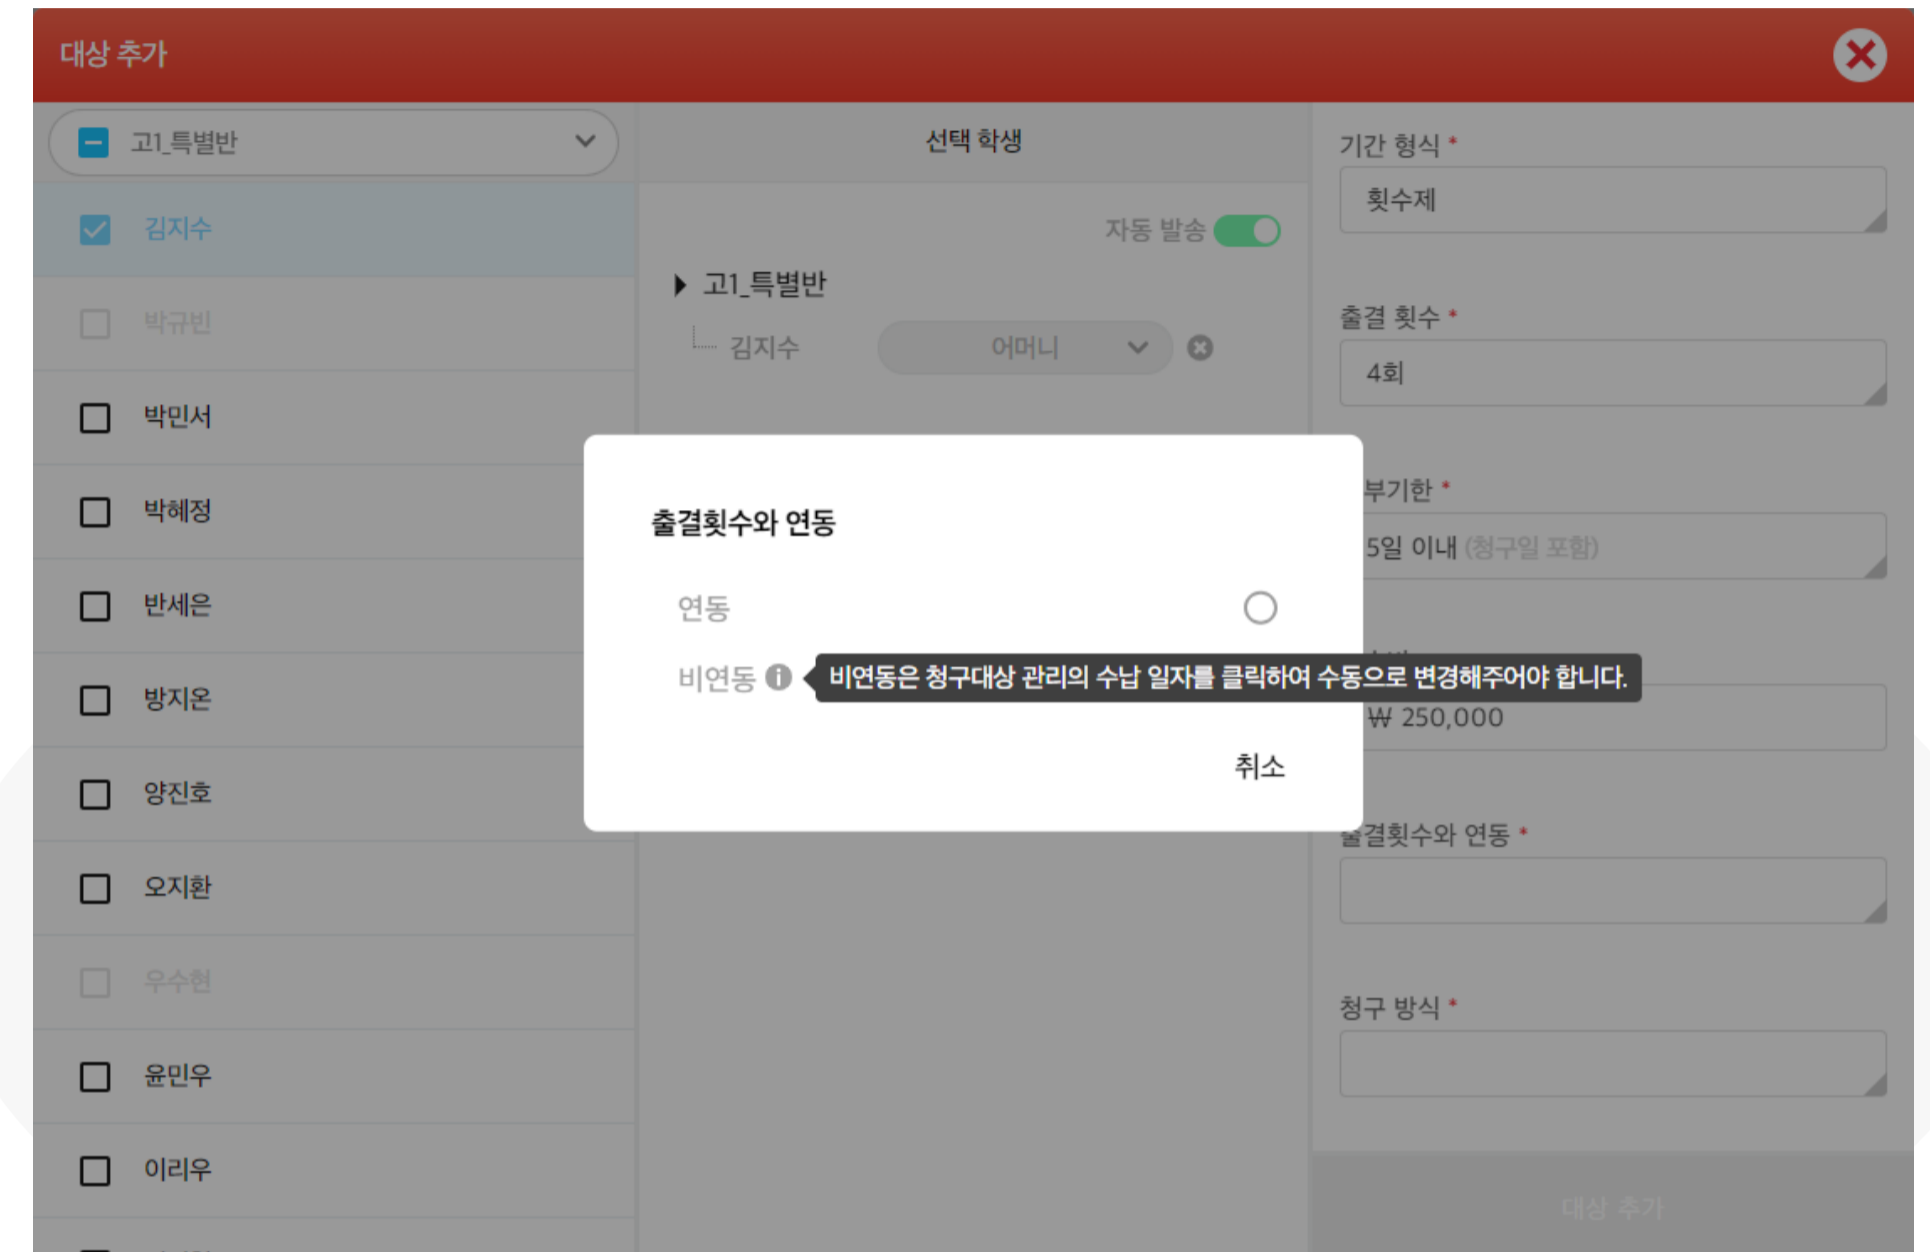 대상 추가
고1_특별반
김지수
박규빈
박민서
박혜정
반세은
방지온
양진호
오지환
우수현
윤민우
이리우
선택 학생
자동 발송
고1_특별반
김지수 어머니
기간 형식 *
횟수제
출결 횟수 *
4회
부기한 *
5일 이내 (청구일 포함)
₩ 250,000
출결횟수와 연동 *
청구 방식 *
대상 추가
출결횟수와 연동
연동
비연동
비연동은 청구대상 관리의 수납 일자를 클릭하여 수동으로 변경해주어야 합니다.
취소